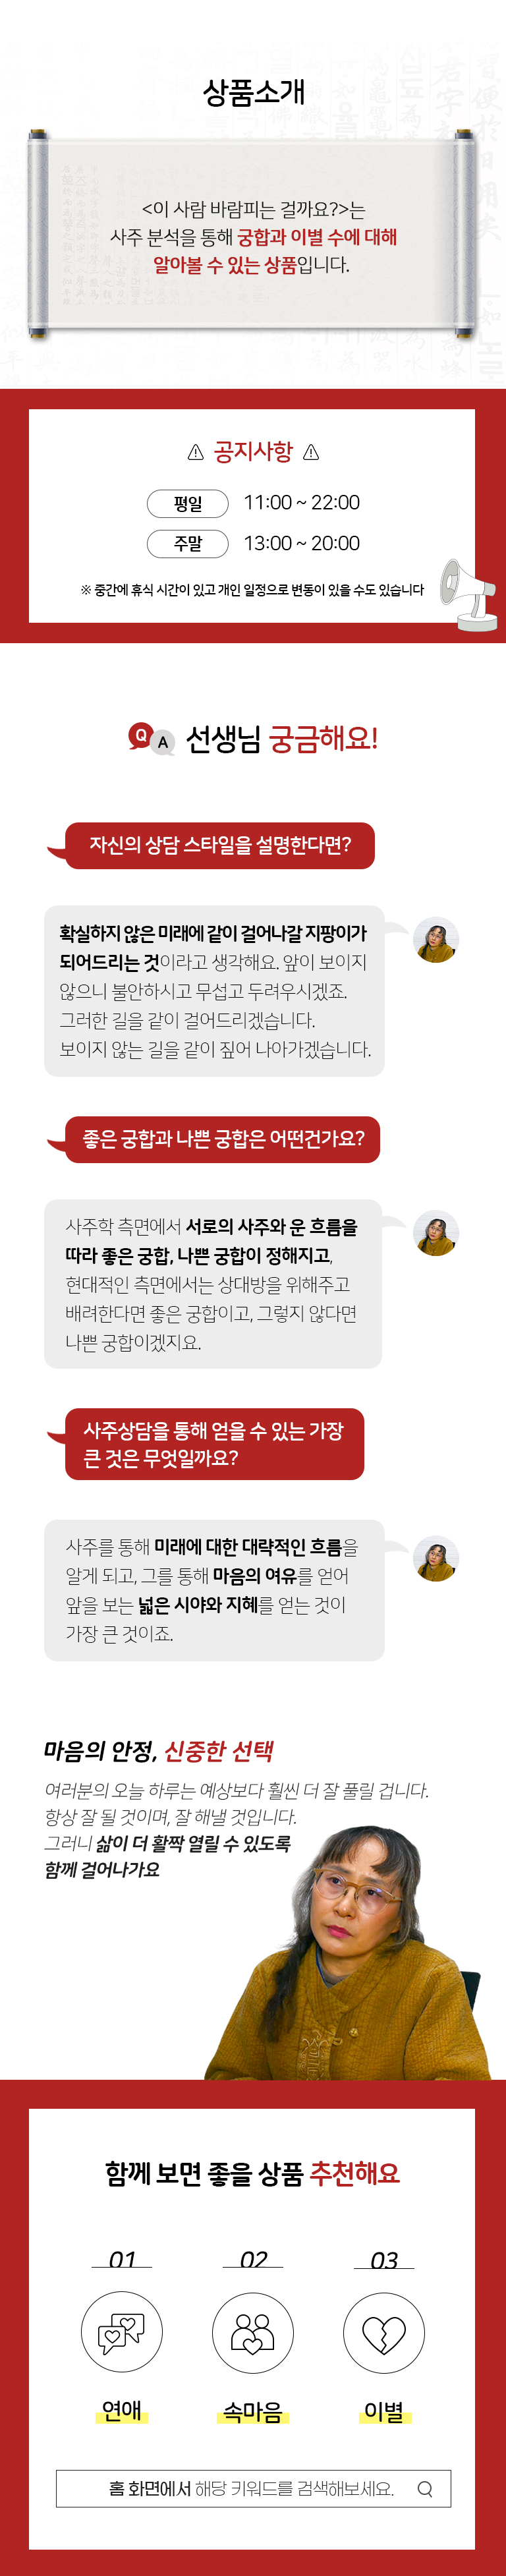 상품소개
<이 사람 바람피는 걸까요?>는
사주 분석을 통해 궁합과 이별 수에 대해
알아볼 수 있는 상품입니다.
공지사항
평일 11:00 ~ 22:00
주말 13:00 ~ 20:00
※ 중간에 휴식 시간이 있고 개인 일정으로 변동이 있을 수도 있습니다
Q A 선생님 궁금해요!
자신의 상담 스타일을 설명한다면?
확실하지 않은 미래에 같이 걸어나갈 지팡이가
되어드리는 것이라고 생각해요. 앞이 보이지
않으니 불안하시고 무섭고 두려우시겠죠.
그러한 길을 같이 걸어드리겠습니다.
보이지 않는 길을 같이 짚어 나아가겠습니다.
좋은 궁합과 나쁜 궁합은 어떤건가요?
사주학 측면에서 서로의 사주와 운 흐름을
따라 좋은 궁합, 나쁜 궁합이 정해지고,
현대적인 측면에서는 상대방을 위해주고
배려한다면 좋은 궁합이고, 그렇지 않다면
나쁜 궁합이겠지요.
사주상담을 통해 얻을 수 있는 가장
큰 것은 무엇일까요?
사주를 통해 미래에 대한 대략적인 흐름을
알게 되고, 그를 통해 마음의 여유를 얻어
앞을 보는 넓은 시야와 지혜를 얻는 것이
가장 큰 것이죠.
마음의 안정, 신중한 선택
여러분의 오늘 하루는 예상보다 훨씬 더 잘 풀릴 겁니다.
항상 잘 될 것이며, 잘 해낼 것입니다.
그러니 삶이 더 활짝 열릴 수 있도록
함께 걸어나가요
함께 보면 좋을 상품 추천해요
01 02 03
연애 속마음 이별
홈 화면에서 해당 키워드를 검색해보세요.